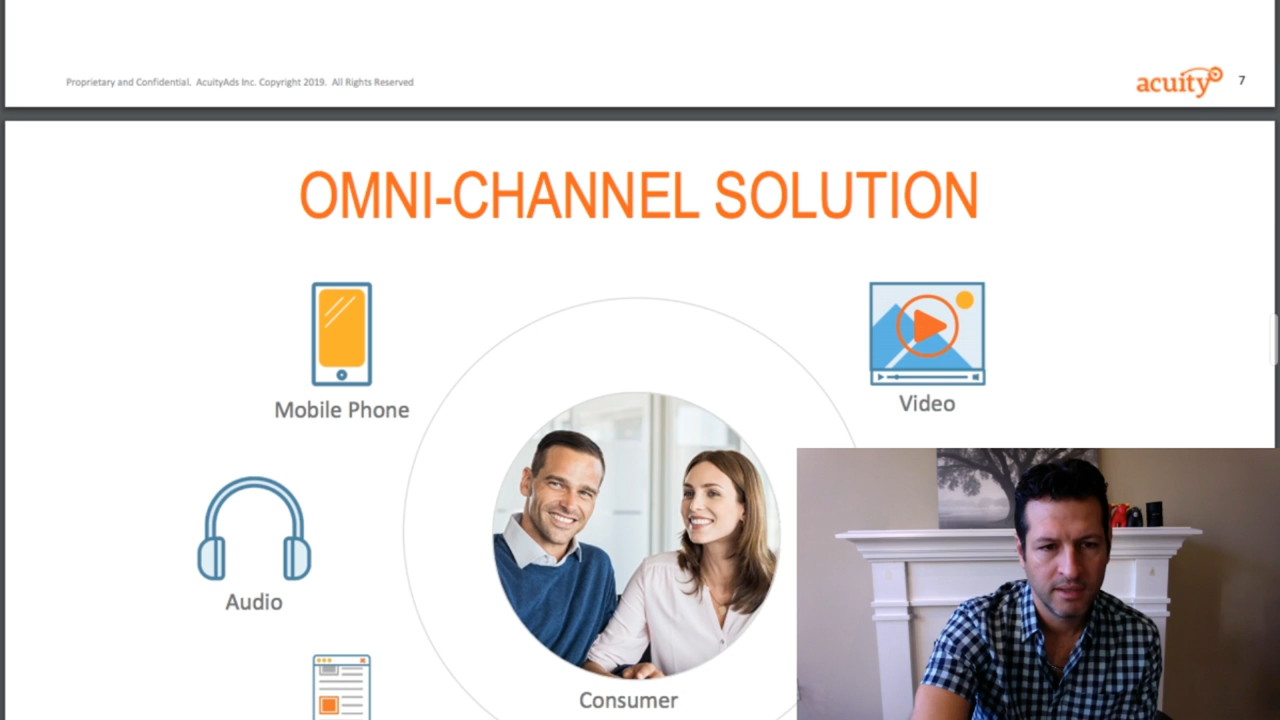 Proprietary and Confidential. AcuityAds Inc. Copyright 2019. All Rights Reserved
acuity
7
OMNI-CHANNEL SOLUTION
Mobile Phone
Video
Audio
Consumer